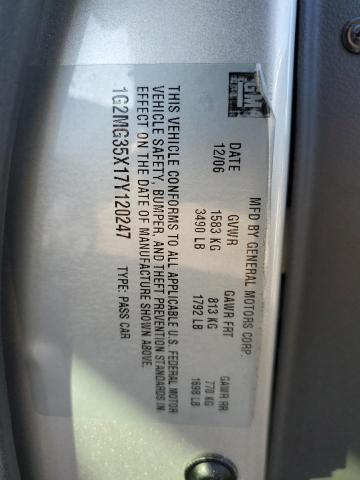 GM
MFD BY GENERAL MOTORS CORP.
DATE GVWR GAWR FRT GAWR RR
12/06 1583 KG 813 KG 770 KG
3490 LB 1792 LB 1698 LB
THIS VEHICLE CONFORMS TO ALL APPLICABLE U.S. FEDERAL MOTOR
VEHICLE SAFETY, BUMPER, AND THEFT PREVENTION STANDARDS IN
EFFECT ON THE DATE OF MANUFACTURE SHOWN ABOVE.
1G2MG35X17Y120247 TYPE: PASS CAR